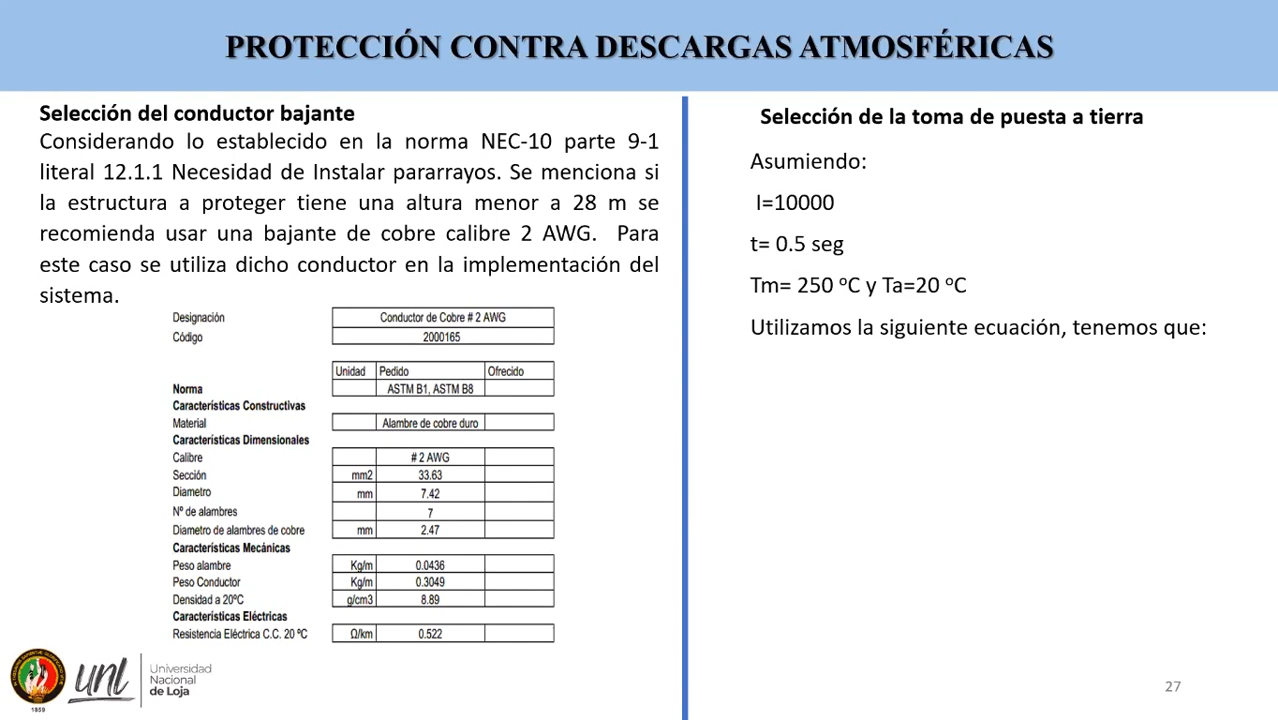 PROTECCIÓN CONTRA DESCARGAS ATMOSFÉRICAS
Selección del conductor bajante
Considerando lo establecido en la norma NEC-10 parte 9-1
literal 12.1.1 Necesidad de Instalar pararrayos. Se menciona si
la estructura a proteger tiene una altura menor a 28 m se
recomienda usar una bajante de cobre calibre 2 AWG. Para
este caso se utiliza dicho conductor en la implementación del
sistema.
Designación Conductor de Cobre # 2 AWG
Código 2000165
Unidad Pedido Ofrecido
Norma ASTM B1, ASTM B8
Características Constructivas
Material Alambre de cobre duro
Características Dimensionales
Calibre # 2 AWG
Sección mm2 33.63
Diametro mm 7.42
Nº de alambres 7
Diametro de alambres de cobre mm 2.47
Características Mecánicas
Peso alambre Kg/m 0.0436
Peso Conductor Kg/m 0.3049
Densidad a 20ºC g/cm3 8.89
Características Eléctricas
Resistencia Eléctrica C.C. 20 ºC Ω/km 0.522
Selección de la toma de puesta a tierra
Asumiendo:
I=10000
t= 0.5 seg
Tm= 250 ºC y Ta=20 ºC
Utilizamos la siguiente ecuación, tenemos que:
1859
unl
Universidad
Nacional
de Loja
27